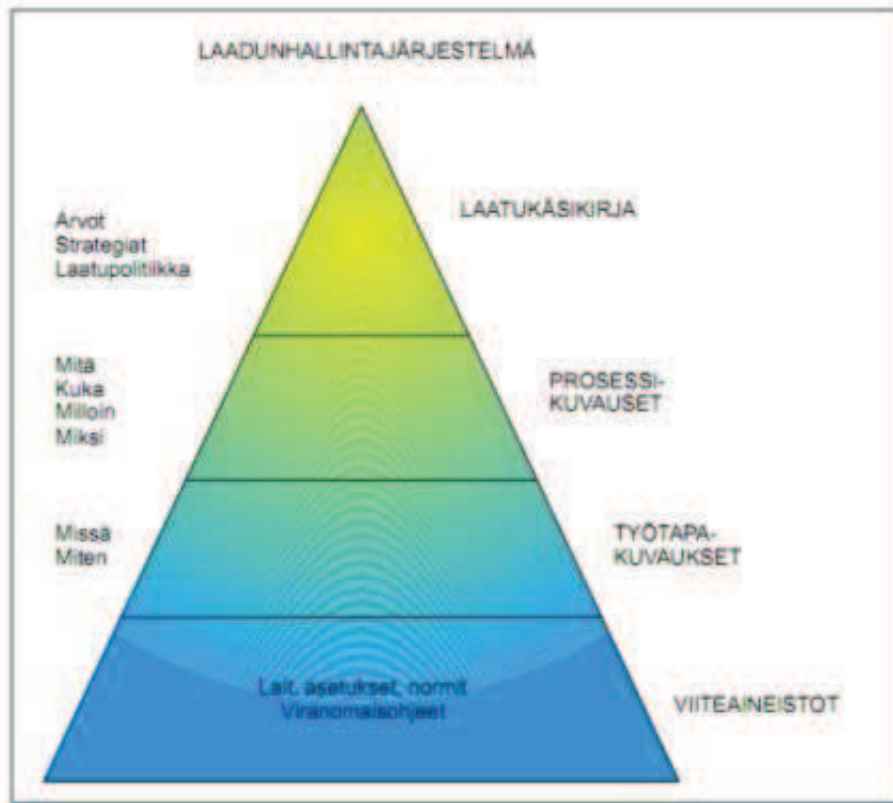 LAADUNHALLINTAJÄRJESTELMÄ
Arvot
Strategiat
Laatupolitiikka
LAATUKÄSIKIRJA
Mitä
Kuka
Milloin
Miksi
PROSESSI-
KUVAUSET
Missä
Miten
TYÖTAPA-
KUVAUKSET
Lait, asetukset, normit
Viranomaisohjeet
VIITEAINEISTOT